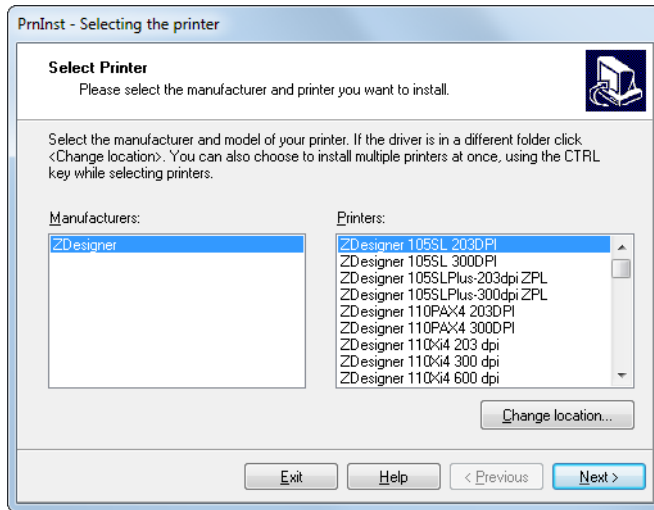 PrnInst - Selecting the printer
Select Printer
Please select the manufacturer and printer you want to install.
Select the manufacturer and model of your printer. If the driver is in a different folder click
<Change location>. You can also choose to install multiple printers at once, using the CTRL
key while selecting printers.
Manufacturers:
ZDesigner
Printers:
ZDesigner 105SL 203DPI
ZDesigner 105SL 300DPI
ZDesigner 105SLPlus-203dpi ZPL
ZDesigner 105SLPlus-300dpi ZPL
ZDesigner 110PAX4 203DPI
ZDesigner 110PAX4 300DPI
ZDesigner 110Xi4 203 dpi
ZDesigner 110Xi4 300 dpi
ZDesigner 110Xi4 600 dpi
Change location...
Exit
Help
< Previous
Next >